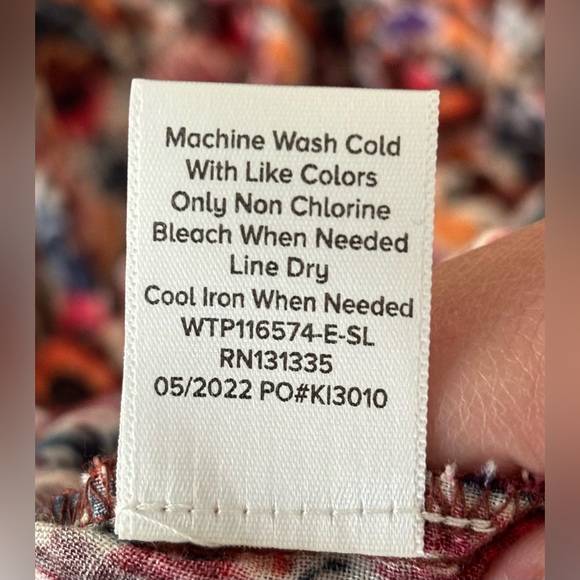 Machine Wash Cold
With Like Colors
Only Non Chlorine
Bleach When Needed
Line Dry
Cool Iron When Needed
WTP116574-E-SL
RN131335
05/2022 PO#KI3010